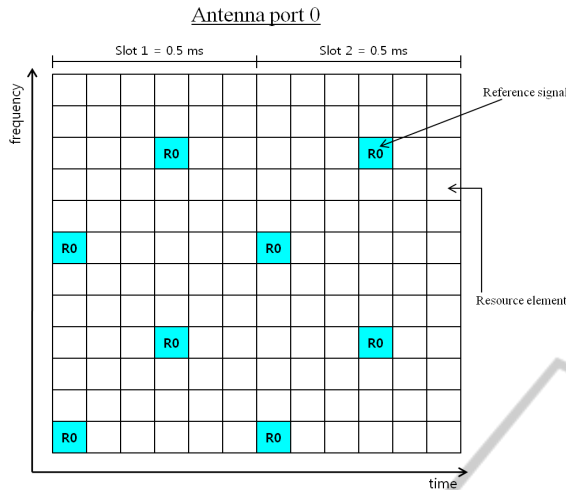 Antenna port 0
Slot 1 = 0.5 ms
Slot 2 = 0.5 ms
frequency
Reference signal
R0
R0
R0
R0
Resource element
R0
R0
R0
R0
time